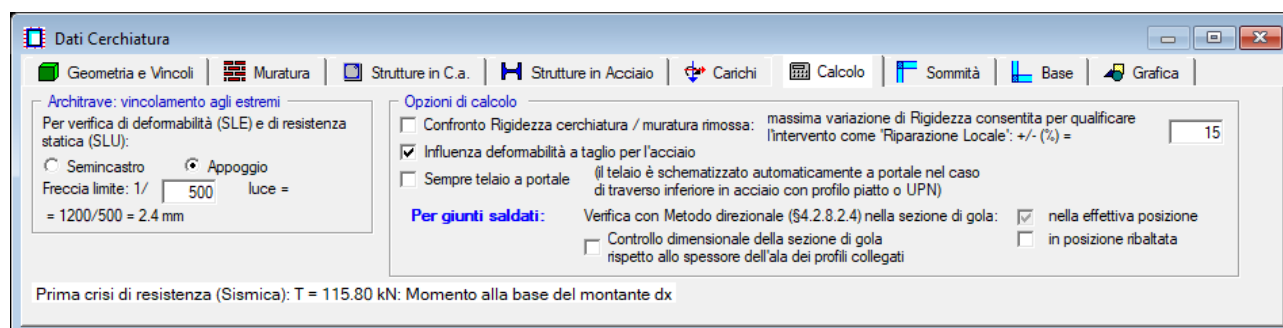 Dati Cerchiatura
Geometria e Vincoli
Muratura
Strutture in C.a.
Strutture in Acciaio
Carichi
Calcolo
Sommità
Base
Grafica
Architrave: vincolamento agli estremi
Per verifica di deformabilità (SLE) e di resistenza
statica (SLU):
Semincastro
Appoggio
Freccia limite: 1/ 500 luce =
= 1200/500 = 2.4 mm
Opzioni di calcolo
Confronto Rigidezza cerchiatura / muratura rimossa:
massima variazione di Rigidezza consentita per qualificare
l'intervento come 'Riparazione Locale': +/- (%) = 15
Influenza deformabilità a taglio per l'acciaio
Sempre telaio a portale
(il telaio è schematizzato automaticamente a portale nel caso
di traverso inferiore in acciaio con profilo piatto o UPN)
Per giunti saldati:
Verifica con Metodo direzionale (§4.2.8.2.4) nella sezione di gola:
nella effettiva posizione
Controllo dimensionale della sezione di gola
rispetto allo spessore dell'ala dei profili collegati
in posizione ribaltata
Prima crisi di resistenza (Sismica): T = 115.80 kN: Momento alla base del montante dx